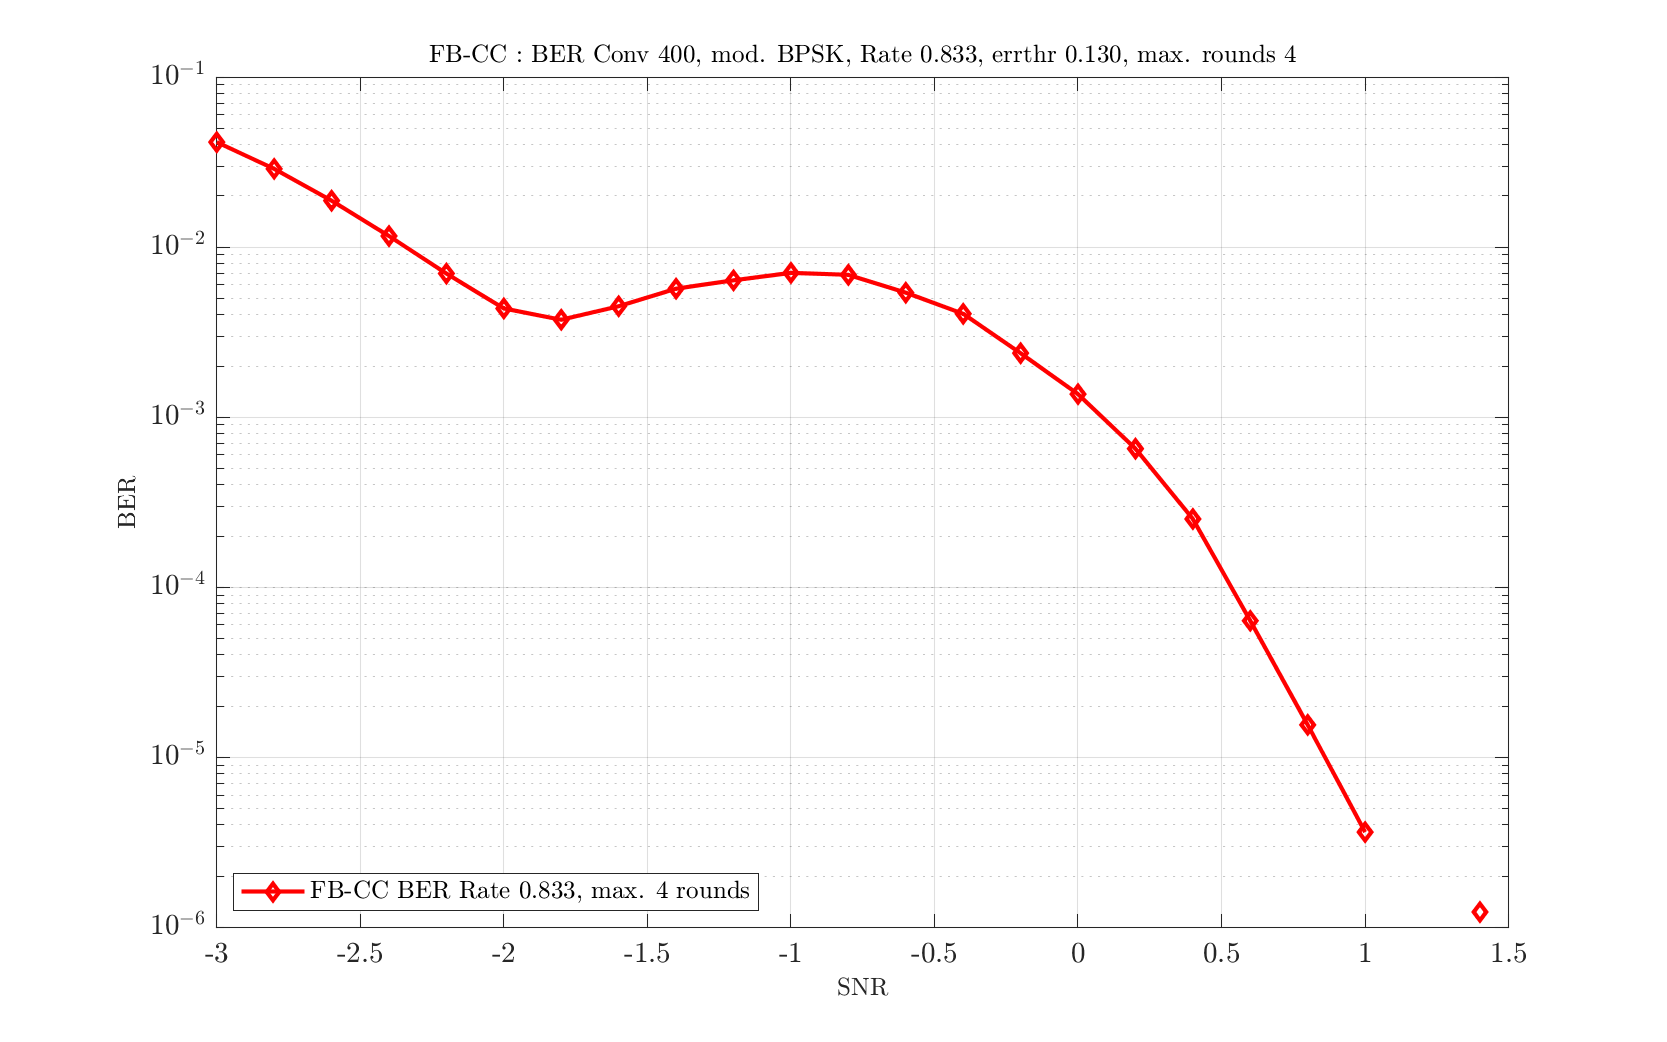 FB-CC : BER Conv 400, mod. BPSK, Rate 0.833, errthr 0.130, max. rounds 4
10⁻¹
10⁻²
10⁻³
10⁻⁴
10⁻⁵
10⁻⁶
BER
FB-CC BER Rate 0.833, max. 4 rounds
-3 -2.5 -2 -1.5 -1 -0.5 0 0.5 1 1.5
SNR